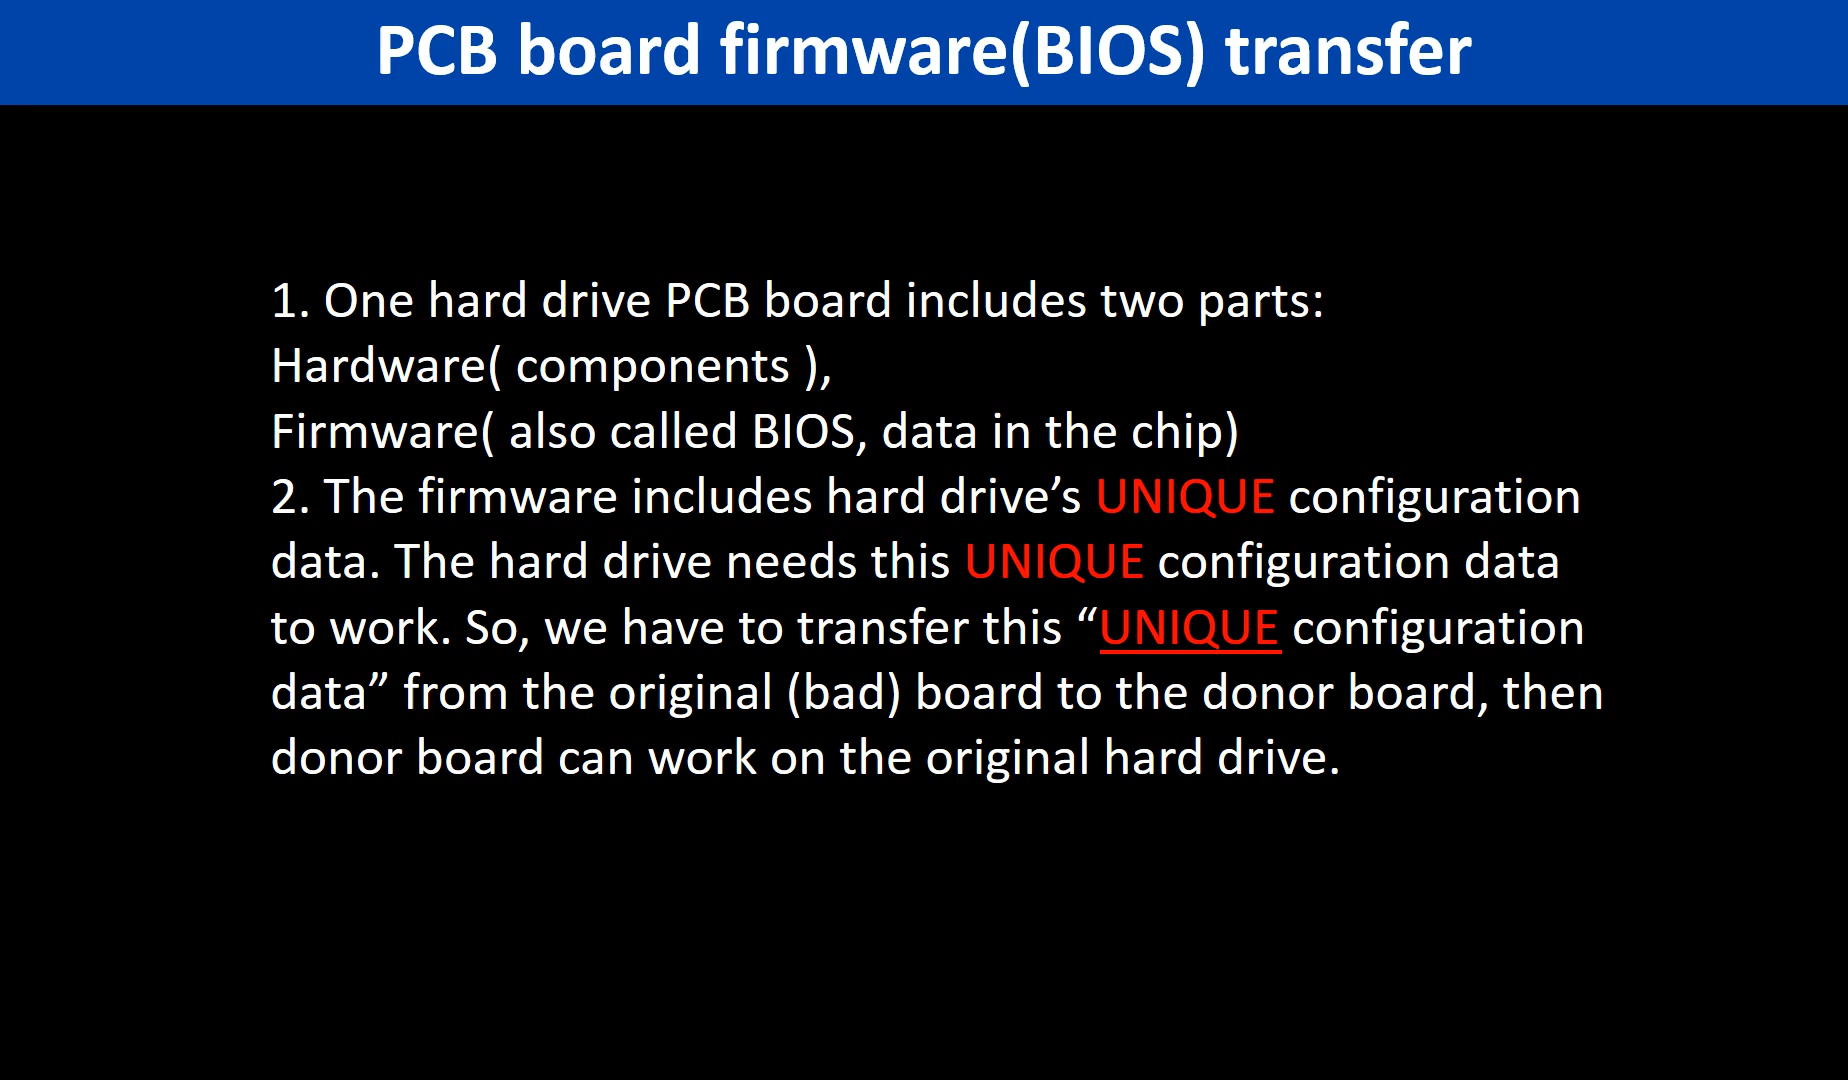 PCB board firmware(BIOS) transfer
1. One hard drive PCB board includes two parts:
Hardware( components ),
Firmware( also called BIOS, data in the chip)
2. The firmware includes hard drive’s UNIQUE configuration
data. The hard drive needs this UNIQUE configuration data
to work. So, we have to transfer this “UNIQUE configuration
data” from the original (bad) board to the donor board, then
donor board can work on the original hard drive.